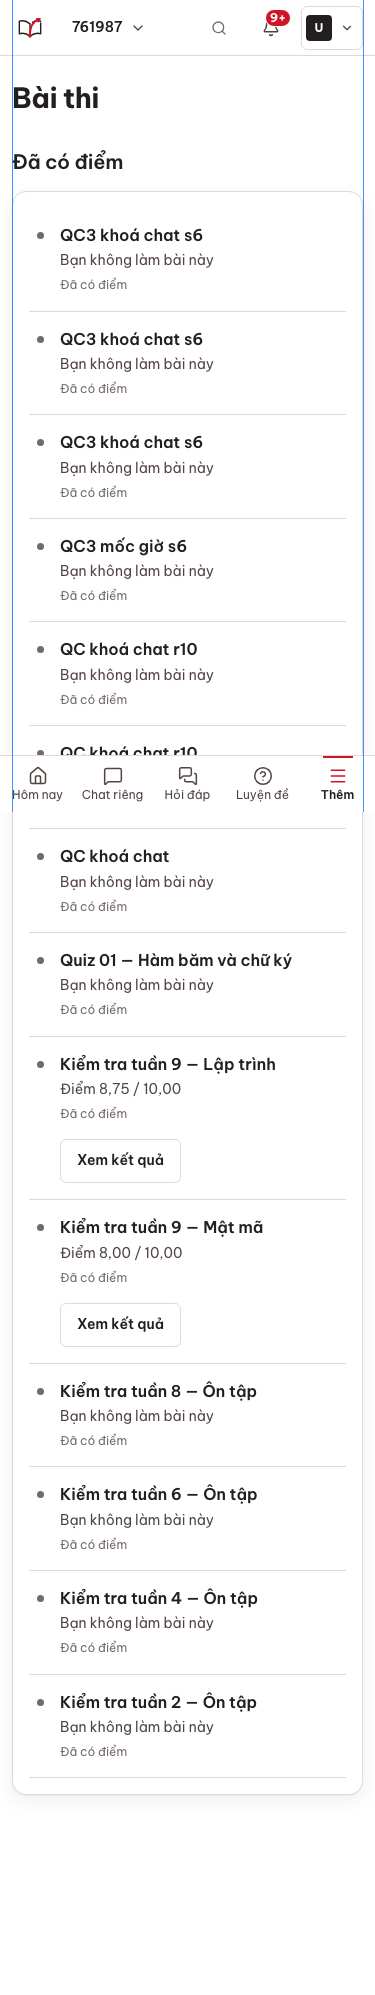 761987
9+
U
Bài thi
Đã có điểm
QC3 khoá chat s6
Bạn không làm bài này
Đã có điểm
QC3 khoá chat s6
Bạn không làm bài này
Đã có điểm
QC3 khoá chat s6
Bạn không làm bài này
Đã có điểm
QC3 mốc giờ s6
Bạn không làm bài này
Đã có điểm
QC khoá chat r10
Bạn không làm bài này
Đã có điểm
QC khoá chat r10
Hôm nay
Chat riêng
Hỏi đáp
Luyện đề
Thêm
QC khoá chat
Bạn không làm bài này
Đã có điểm
Quiz 01 — Hàm băm và chữ ký
Bạn không làm bài này
Đã có điểm
Kiểm tra tuần 9 — Lập trình
Điểm 8,75 / 10,00
Đã có điểm
Xem kết quả
Kiểm tra tuần 9 — Mật mã
Điểm 8,00 / 10,00
Đã có điểm
Xem kết quả
Kiểm tra tuần 8 — Ôn tập
Bạn không làm bài này
Đã có điểm
Kiểm tra tuần 6 — Ôn tập
Bạn không làm bài này
Đã có điểm
Kiểm tra tuần 4 — Ôn tập
Bạn không làm bài này
Đã có điểm
Kiểm tra tuần 2 — Ôn tập
Bạn không làm bài này
Đã có điểm